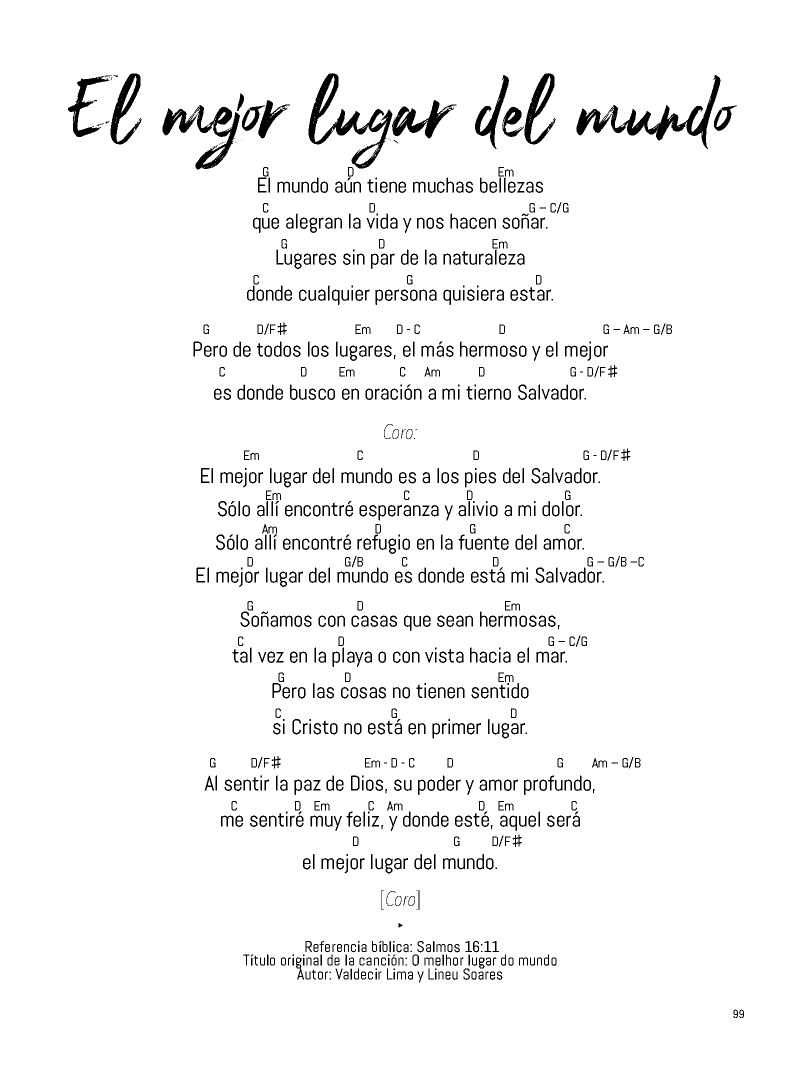 El mejor lugar del mundo
G D Em
El mundo aún tiene muchas bellezas
C D G – C/G
que alegran la vida y nos hacen soñar.
G D Em
Lugares sin par de la naturaleza
C G D
donde cualquier persona quisiera estar.
G D/F♯ Em D - C D G – Am – G/B
Pero de todos los lugares, el más hermoso y el mejor
C D Em C Am D G - D/F♯
es donde busco en oración a mi tierno Salvador.
Coro:
Em C D G - D/F♯
El mejor lugar del mundo es a los pies del Salvador.
Em C D G
Sólo allí encontré esperanza y alivio a mi dolor.
Am D G C
Sólo allí encontré refugio en la fuente del amor.
D G/B C D G – G/B –C
El mejor lugar del mundo es donde está mi Salvador.
G D Em
Soñamos con casas que sean hermosas,
C D G – C/G
tal vez en la playa o con vista hacia el mar.
G D Em
Pero las cosas no tienen sentido
C G D
si Cristo no está en primer lugar.
G D/F♯ Em - D - C D G Am – G/B
Al sentir la paz de Dios, su poder y amor profundo,
C D Em C Am D Em C
me sentiré muy feliz, y donde esté, aquel será
D G D/F♯
el mejor lugar del mundo.
[Coro]
Referencia bíblica: Salmos 16:11
Título original de la canción: O melhor lugar do mundo
Autor: Valdecir Lima y Lineu Soares
99